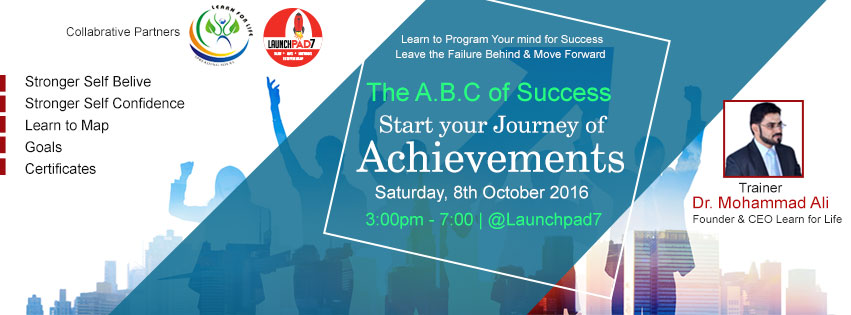 Collabrative Partners
LEARN FOR LIFE
LAUNCHPAD7
Learn to Program Your mind for Success
Leave the Failure Behind & Move Forward
Stronger Self Belive
Stronger Self Confidence
Learn to Map
Goals
Certificates
The A.B.C of Success
Start your Journey of
Achievements
Saturday, 8th October 2016
3:00pm - 7:00 | @Launchpad7
Trainer
Dr. Mohammad Ali
Founder & CEO Learn for Life